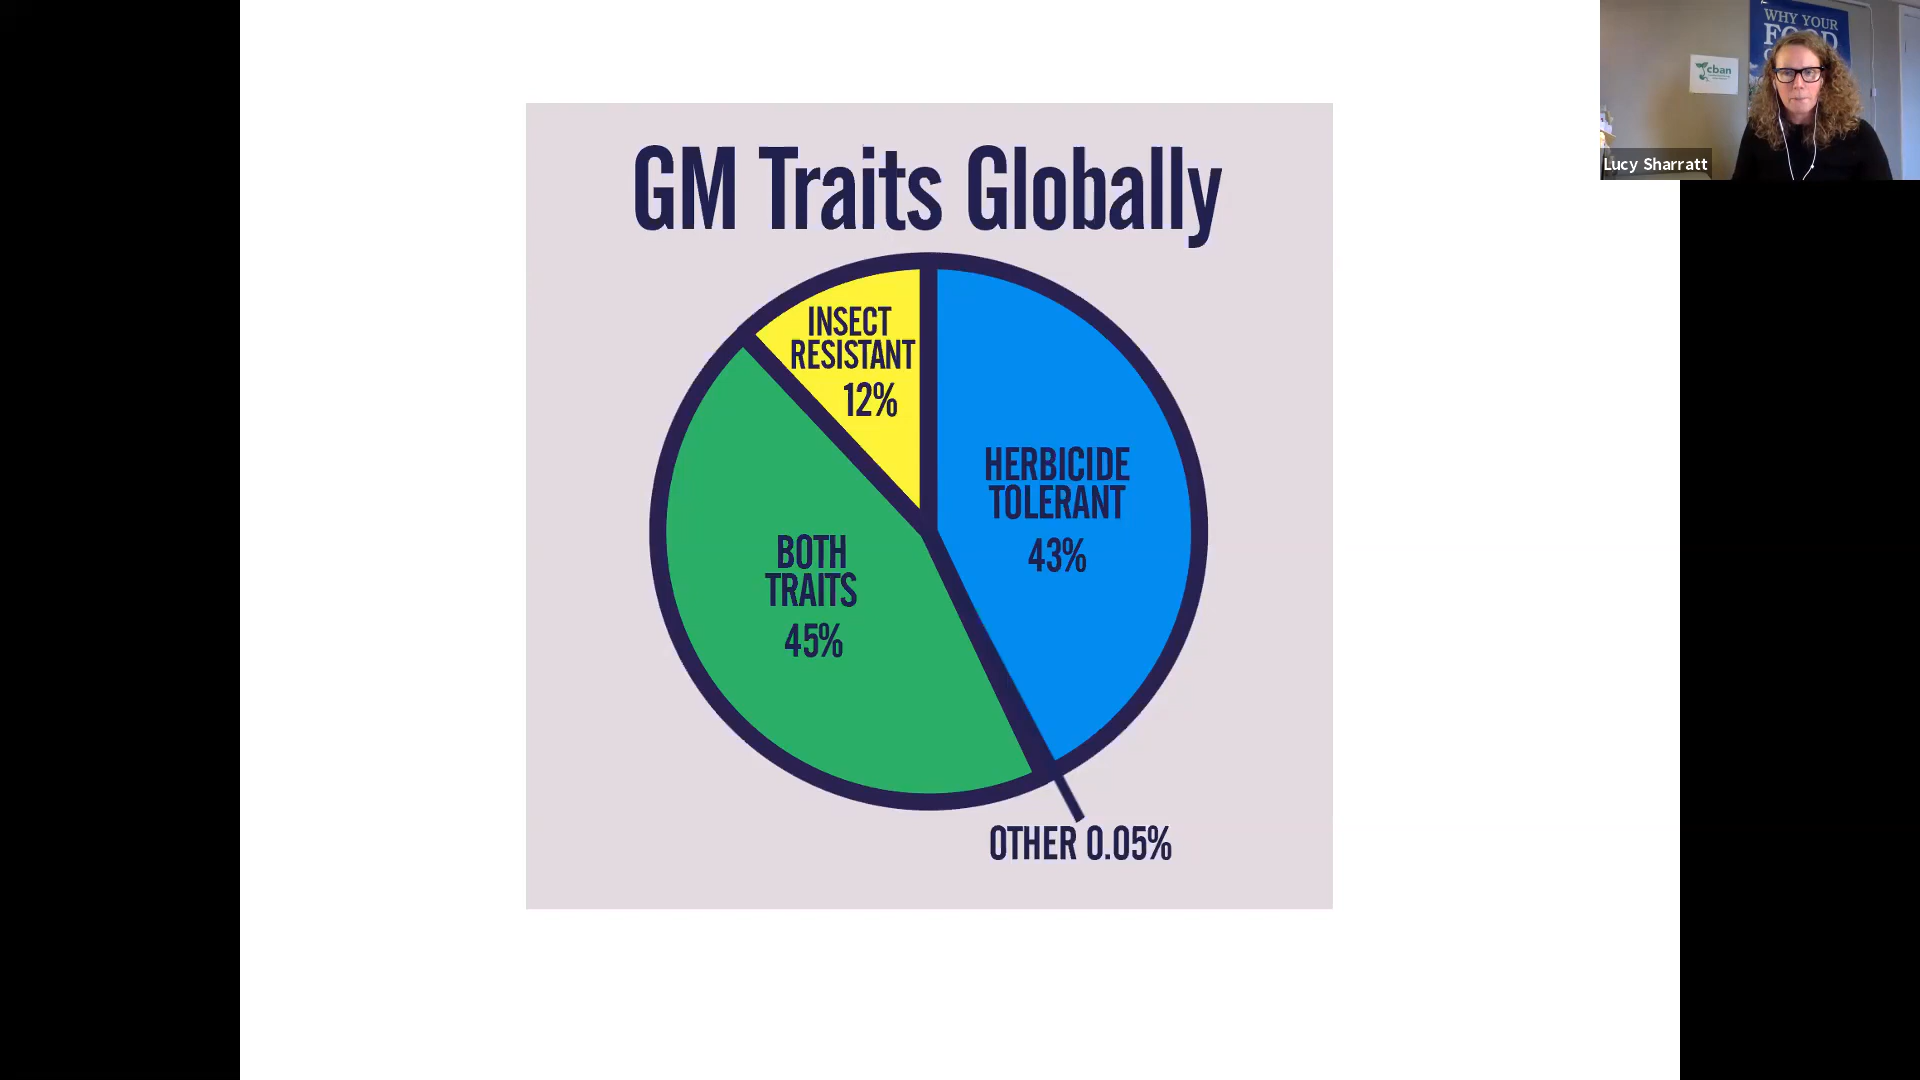 GM Traits Globally
INSECT
RESISTANT
12%
HERBICIDE
TOLERANT
43%
BOTH
TRAITS
45%
OTHER 0.05%
WHY YOUR
cban
Lucy Sharratt